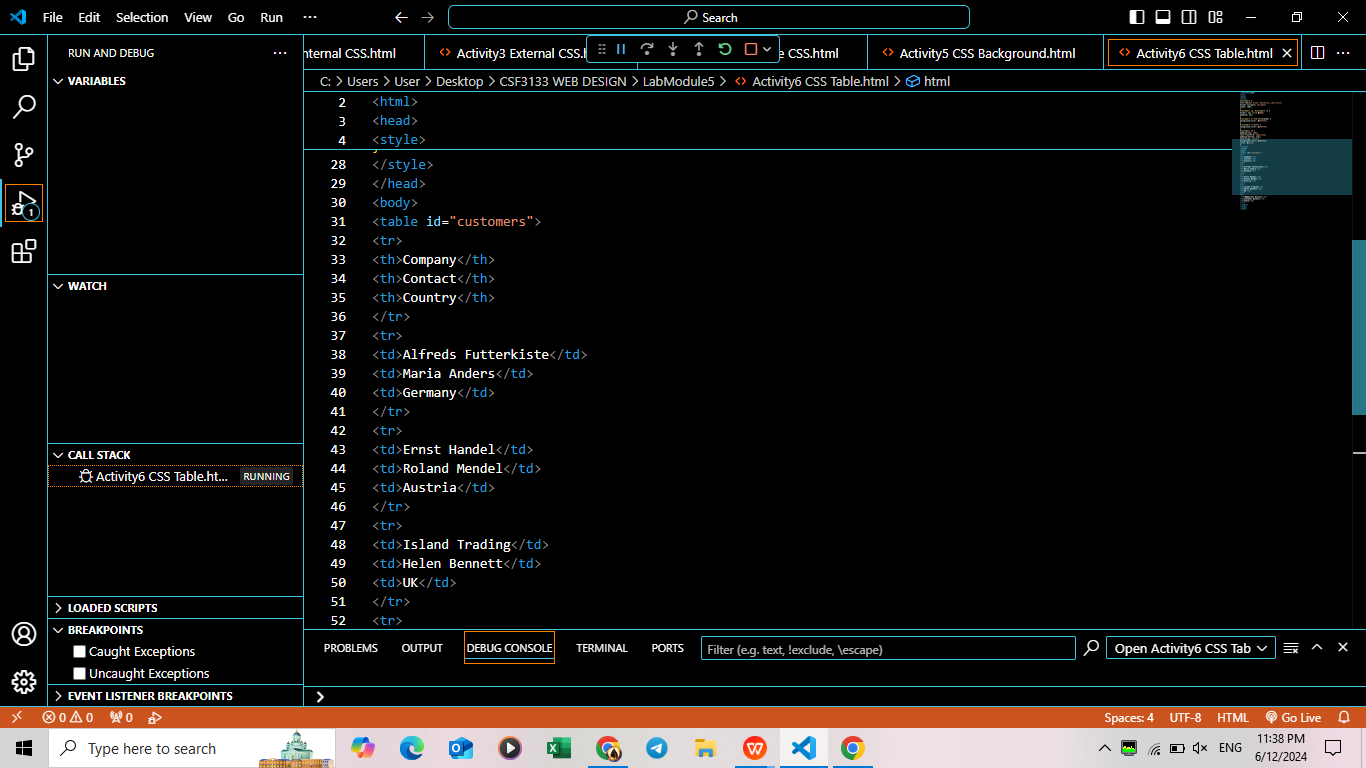 File Edit Selection View Go Run ···
Search
RUN AND DEBUG ···
nternal CSS.html
Activity3 External CSS.h
e CSS.html
Activity5 CSS Background.html
Activity6 CSS Table.html
VARIABLES
C: > Users > User > Desktop > CSF3133 WEB DESIGN > LabModule5 > Activity6 CSS Table.html > html
2 <html>
3 <head>
4 <style>
28 </style>
29 </head>
30 <body>
31 <table id="customers">
32 <tr>
33 <th>Company</th>
34 <th>Contact</th>
35 <th>Country</th>
36 </tr>
37 <tr>
38 <td>Alfreds Futterkiste</td>
39 <td>Maria Anders</td>
40 <td>Germany</td>
41 </tr>
42 <tr>
43 <td>Ernst Handel</td>
44 <td>Roland Mendel</td>
45 <td>Austria</td>
46 </tr>
47 <tr>
48 <td>Island Trading</td>
49 <td>Helen Bennett</td>
50 <td>UK</td>
51 </tr>
52 <tr>
WATCH
CALL STACK
Activity6 CSS Table.ht... RUNNING
LOADED SCRIPTS
BREAKPOINTS
Caught Exceptions
Uncaught Exceptions
EVENT LISTENER BREAKPOINTS
1
PROBLEMS OUTPUT DEBUG CONSOLE TERMINAL PORTS
Filter (e.g. text, !exclude, \escape)
Open Activity6 CSS Tab
0 0 0
Spaces: 4 UTF-8 HTML Go Live
Type here to search
ENG
11:38 PM
6/12/2024